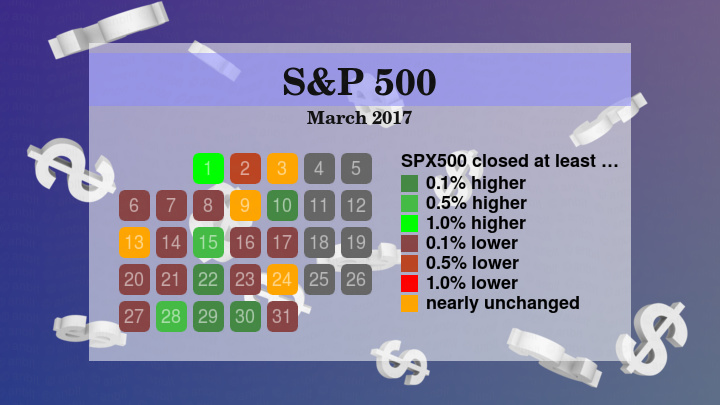 S&P 500
March 2017
1 2 3 4 5
6 7 8 9 10 11 12
13 14 15 16 17 18 19
20 21 22 23 24 25 26
27 28 29 30 31
SPX500 closed at least ...
0.1% higher
0.5% higher
1.0% higher
0.1% lower
0.5% lower
1.0% lower
nearly unchanged